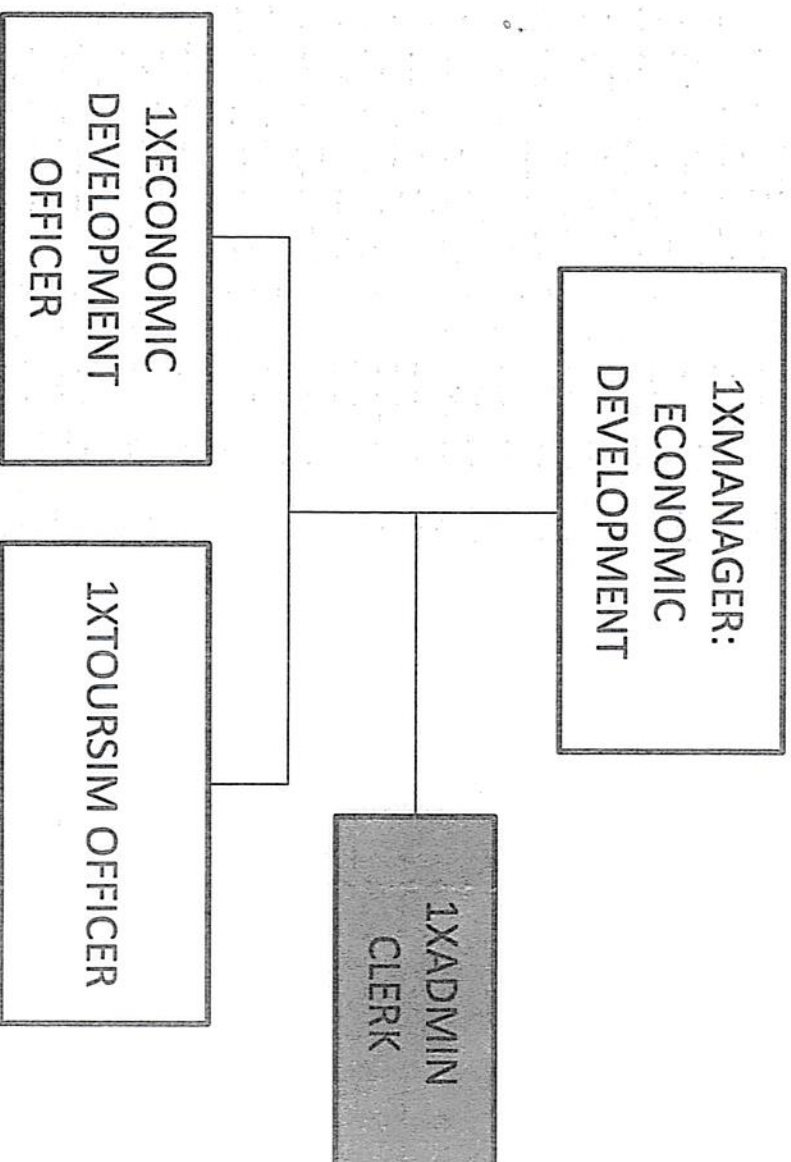 1XMANAGER:
ECONOMIC
DEVELOPMENT
1XADMIN
CLERK
1XECONOMIC
DEVELOPMENT
OFFICER
1XTOURSIM OFFICER